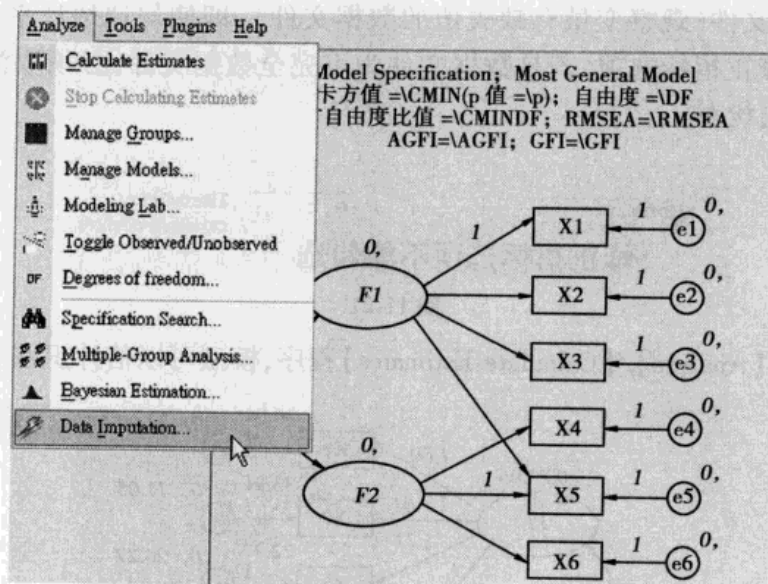 Analyze Tools Plugins Help
Calculate Estimates
Stop Calculating Estimates
Manage Groups...
Manage Models...
Modeling Lab...
Toggle Observed/Unobserved
DF Degrees of freedom...
Specification Search...
Multiple-Group Analysis...
Bayesian Estimation...
Data Imputation...
Model Specification; Most General Model
卡方值 =\CMIN(p 值 =\p); 自由度 =\DF
自由度比值 =\CMINDF; RMSEA=\RMSEA
AGFI=\AGFI; GFI=\GFI
0,
F1
1
X1
1
e1
0,
X2
1
e2
0,
X3
1
e3
0,
X4
1
e4
0,
0,
F2
1
X5
1
e5
0,
X6
1
e6
0,